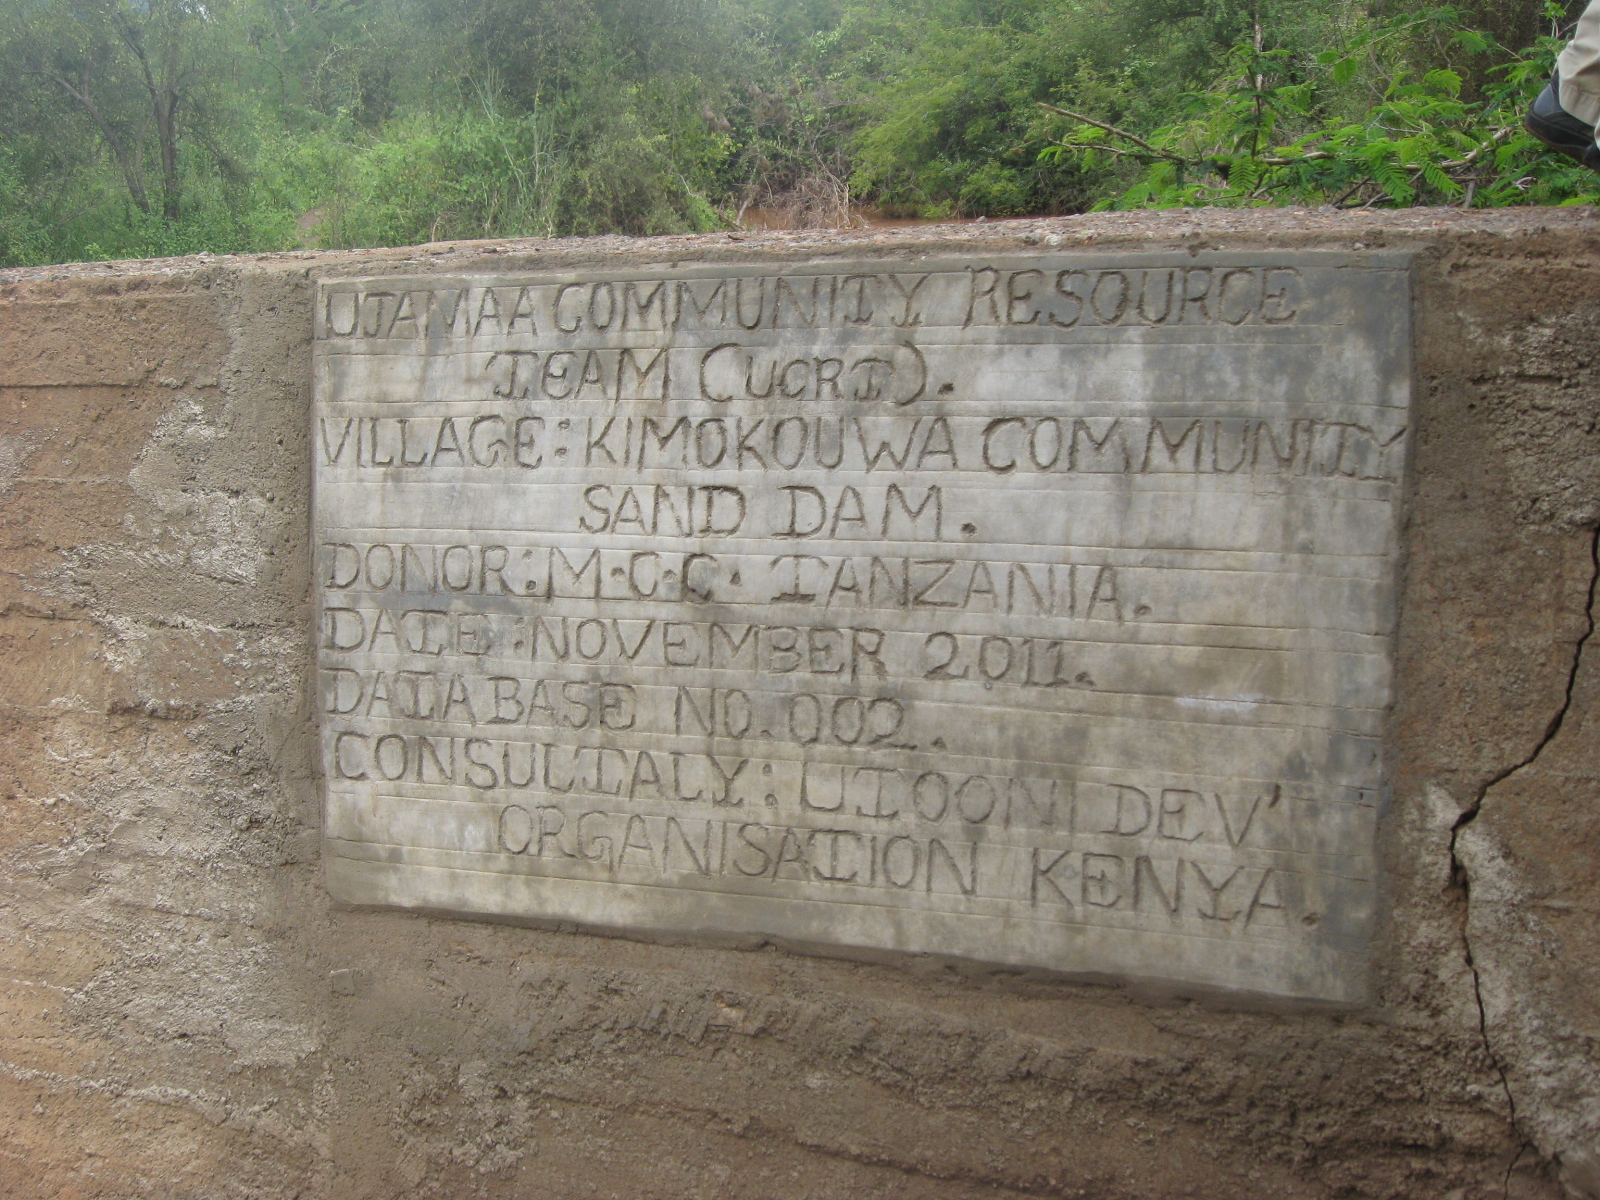 UJAMAA COMMUNITY RESOURCE
TEAM (UCRT).
VILLAGE: KIMOKOUWA COMMUNITY
SAND DAM.
DONOR: M.C.C. TANZANIA.
DATE: NOVEMBER 2011.
DATABASE NO. 002.
CONSULTALY: UTOONI DEV'
ORGANISATION KENYA.